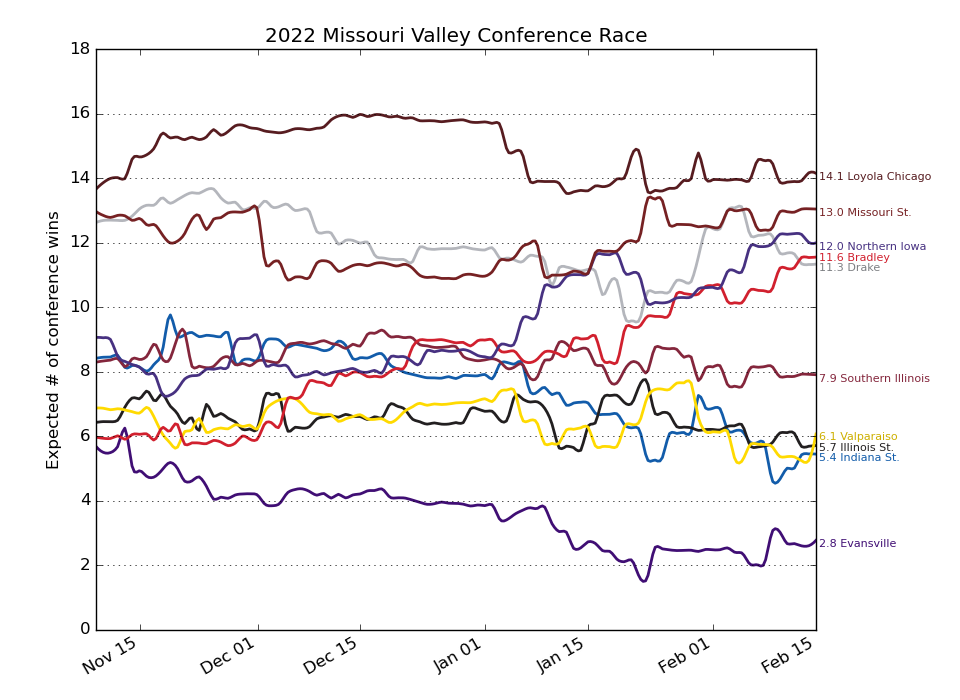 2022 Missouri Valley Conference Race
Expected # of conference wins
18
16
14
12
10
8
6
4
2
0
Nov 15
Dec 01
Dec 15
Jan 01
Jan 15
Feb 01
Feb 15
14.1 Loyola Chicago
13.0 Missouri St.
12.0 Northern Iowa
11.6 Bradley
11.3 Drake
7.9 Southern Illinois
6.1 Valparaiso
5.7 Illinois St.
5.4 Indiana St.
2.8 Evansville